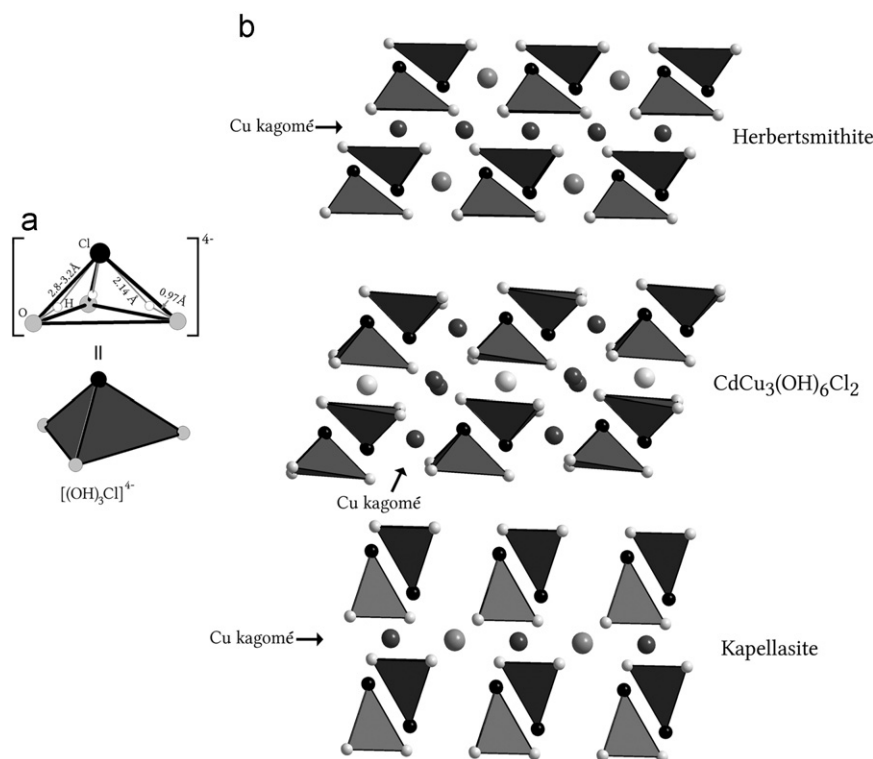 b
Cu kagomé
Herbertsmithite
a
Cl
4-
2.8-3.2Å
H
2.14 Å
0.97Å
O
=
CdCu₃(OH)₆Cl₂
Cu kagomé
[(OH)₃Cl]⁴⁻
Cu kagomé
Kapellasite